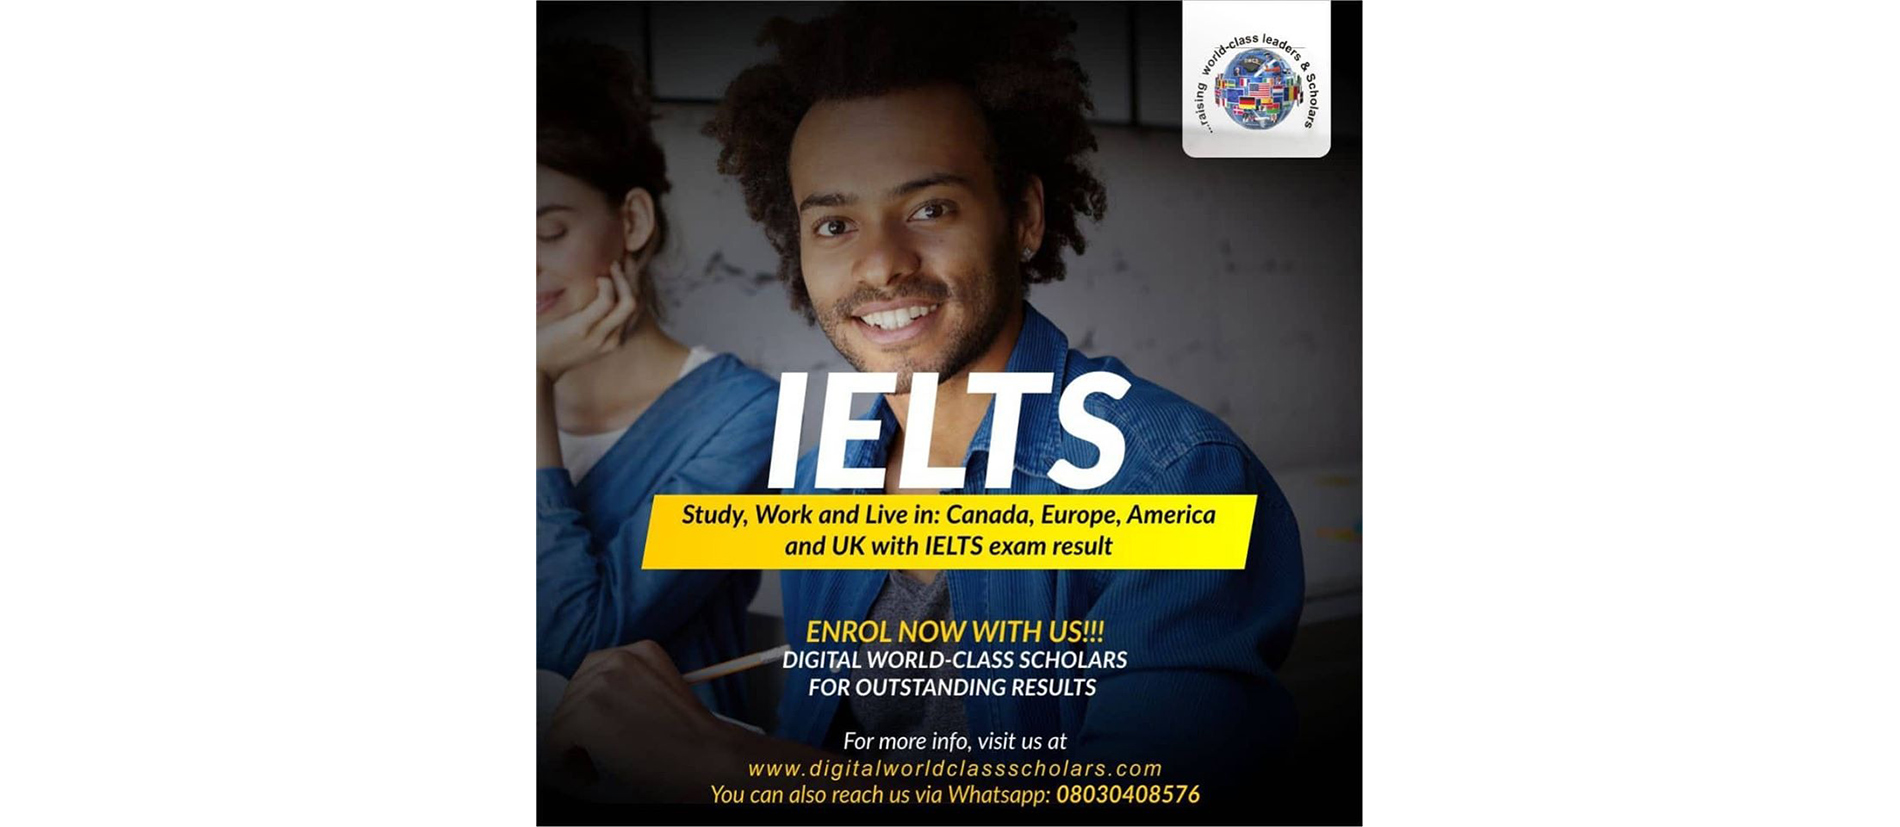 ...raising world-class leaders & Scholars
IELTS
Study, Work and Live in: Canada, Europe, America
and UK with IELTS exam result
ENROL NOW WITH US!!!
DIGITAL WORLD-CLASS SCHOLARS
FOR OUTSTANDING RESULTS
For more info, visit us at
www.digitalworldclassscholars.com
You can also reach us via Whatsapp: 08030408576